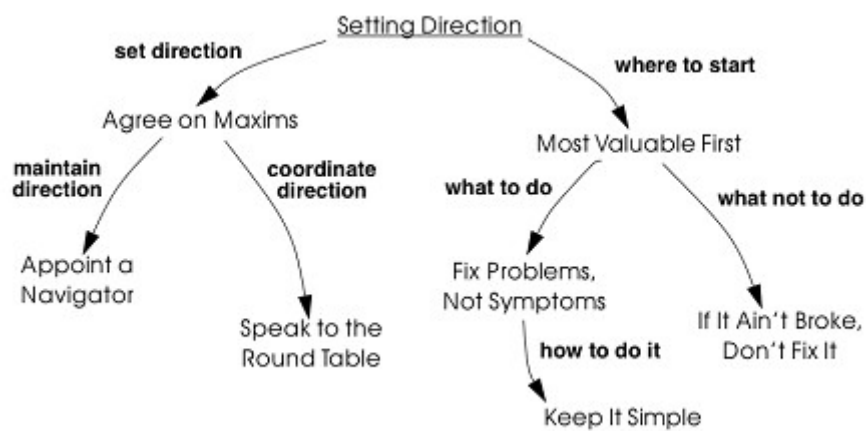 Setting Direction
set direction
where to start
Agree on Maxims
Most Valuable First
maintain
direction
coordinate
direction
what to do
what not to do
Appoint a
Navigator
Fix Problems,
Not Symptoms
Speak to the
Round Table
If It Ain't Broke,
Don't Fix It
how to do it
Keep It Simple